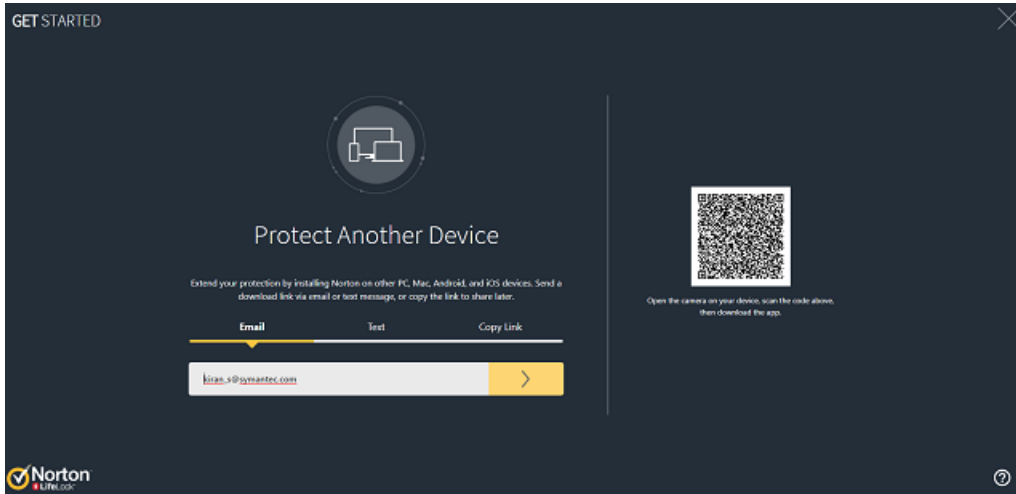 GET STARTED
Protect Another Device
Extend your protection by installing Norton on other PC, Mac, Android, and iOS devices. Send a
download link via email or text message, or copy the link to share later.
Email Text Copy Link
kiran_s@symantec.com
Open the camera on your device, scan the code above,
then download the app.
Norton
LifeLock
?